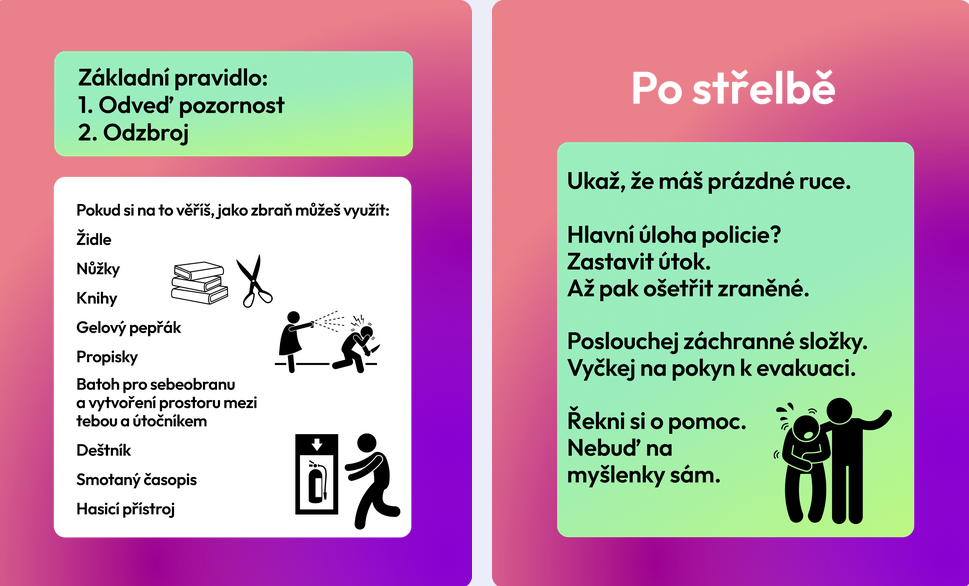 Základní pravidlo:
1. Odveď pozornost
2. Odzbroj
Pokud si na to věříš, jako zbraň můžeš využít:
Židle
Nůžky
Knihy
Gelový pepřák
Propisky
Batoh pro sebeobranu
a vytvoření prostoru mezi
tebou a útočníkem
Deštník
Smotaný časopis
Hasicí přístroj
Po střelbě
Ukaž, že máš prázdné ruce.
Hlavní úloha policie?
Zastavit útok.
Až pak ošetřit zraněné.
Poslouchej záchranné složky.
Vyčkej na pokyn k evakuaci.
Řekni si o pomoc.
Nebuď na
myšlenky sám.